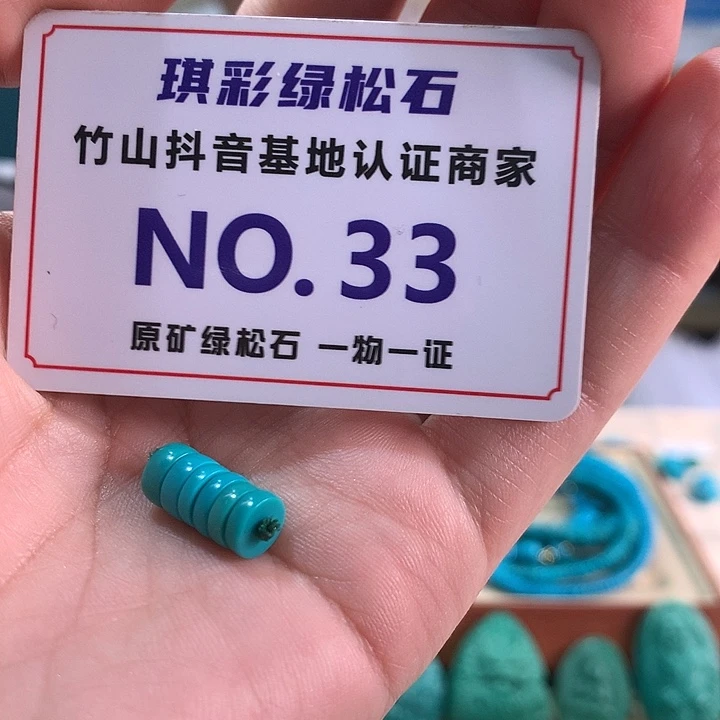 琪彩绿松石
竹山抖音基地认证商家
NO.33
原矿绿松石 一物一证